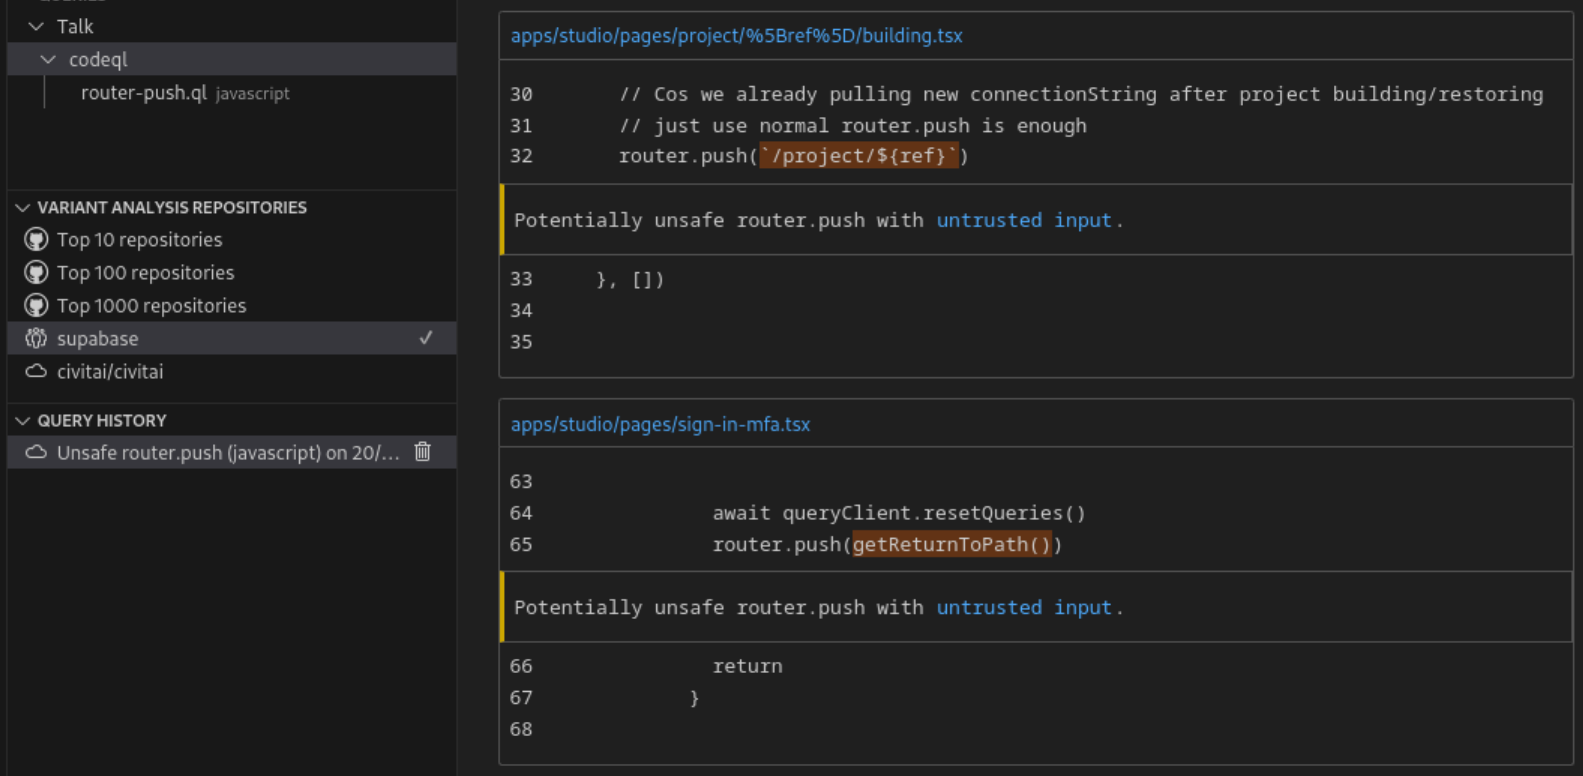 Talk
codeql
router-push.ql javascript
VARIANT ANALYSIS REPOSITORIES
Top 10 repositories
Top 100 repositories
Top 1000 repositories
supabase
civitai/civitai
QUERY HISTORY
Unsafe router.push (javascript) on 20/...
apps/studio/pages/project/%5Bref%5D/building.tsx
30 // Cos we already pulling new connectionString after project building/restoring
31 // just use normal router.push is enough
32 router.push(`/project/${ref}`)
Potentially unsafe router.push with untrusted input.
33 }, [])
34
35
apps/studio/pages/sign-in-mfa.tsx
63
64 await queryClient.resetQueries()
65 router.push(getReturnToPath())
Potentially unsafe router.push with untrusted input.
66 return
67 }
68